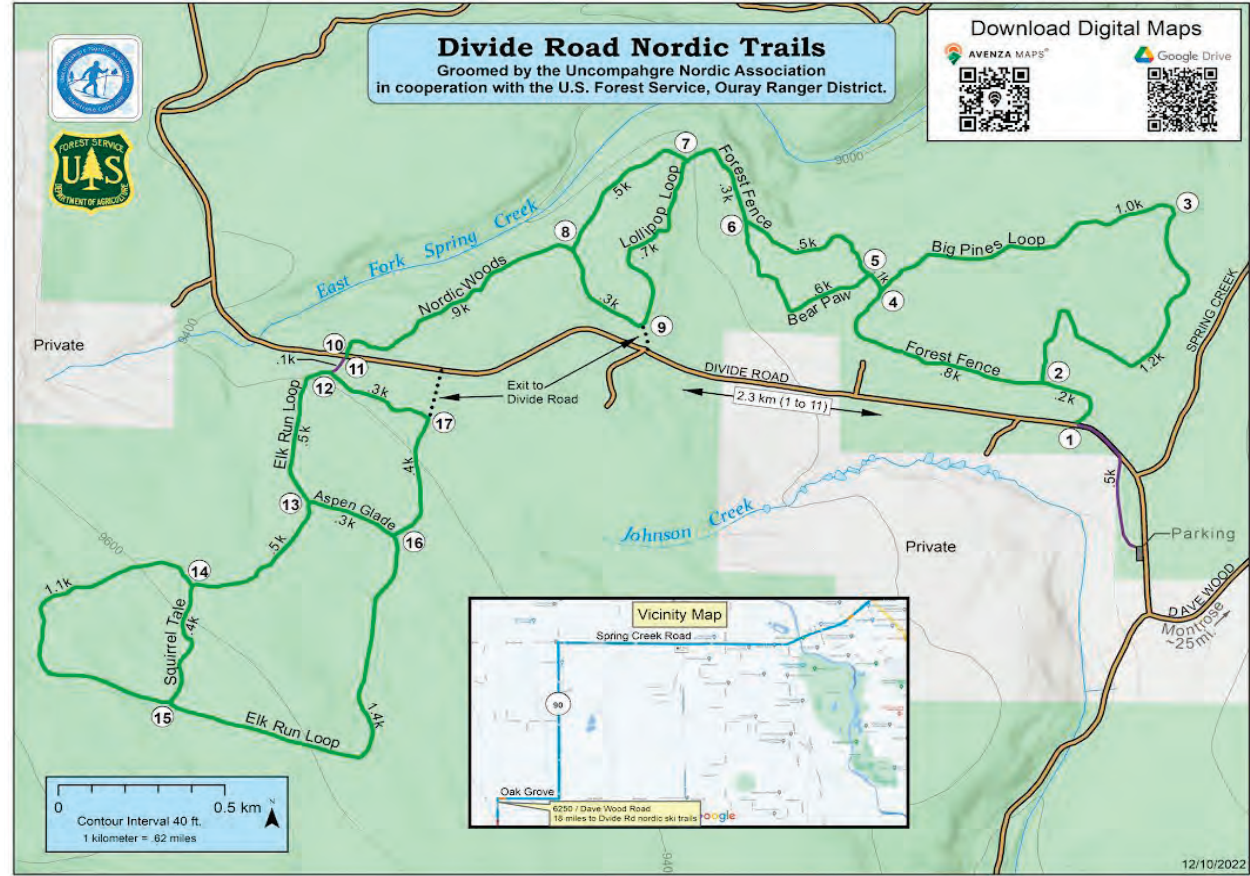 Divide Road Nordic Trails
Groomed by the Uncompahgre Nordic Association
in cooperation with the U.S. Forest Service, Ouray Ranger District.
Download Digital Maps
AVENZA MAPS
Google Drive
FOREST SERVICE
U S
DEPARTMENT OF AGRICULTURE
9000
7
Forest Fence
.3k
.5k
Lollipop Loop
.7k
8
6
3
1.0k
Big Pines Loop
.5k
5
.1k
4
.6k
Bear Paw
East Fork Spring Creek
Nordic Woods
.9k
.3k
9
SPRING CREEK
Private
9400
10
.1k
11
12
.3k
Exit to
Divide Road
DIVIDE ROAD
2.3 km (1 to 11)
Forest Fence
.8k
2
1.2k
.2k
1
17
Elk Run Loop
.5k
.4k
.5k
13
Aspen Glade
.3k
16
Johnson Creek
Private
Parking
DAVE WOOD
Montrose
~25mi.
9600
.5k
14
1.1k
Squirrel Tale
.4k
15
Elk Run Loop
1.4k
Vicinity Map
Spring Creek Road
90
Oak Grove
6250 / Dave Wood Road
18 miles to Dvide Rd nordic ski trails
oogle
0
0.5 km
N
Contour Interval 40 ft.
1 kilometer = .62 miles
940
12/10/2022